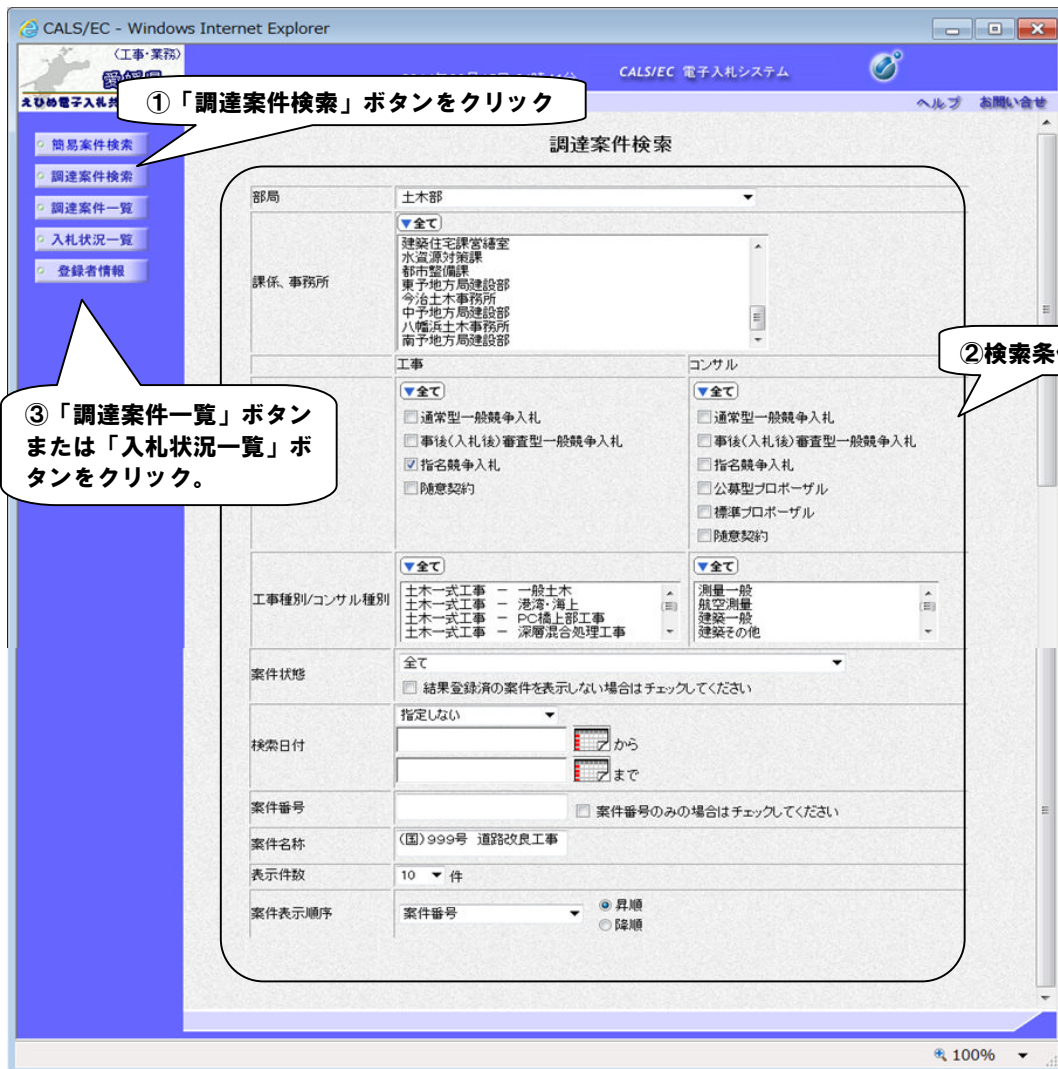 CALS/EC - Windows Internet Explorer
〈工事・業務〉
CALS/EC 電子入札システム
えひめ電子入札共
ヘルプ お問い合せ
①「調達案件検索」ボタンをクリック
簡易案件検索
調達案件検索
調達案件一覧
入札状況一覧
登録者情報
調達案件検索
部局
土木部
課係、事務所
▼全て
建築住宅課営繕室
水資源対策課
都市整備課
東予地方局建設部
今治土木事務所
中予地方局建設部
八幡浜土木事務所
南予地方局建設部
②検索条
③「調達案件一覧」ボタン
または「入札状況一覧」ボ
タンをクリック。
工事
コンサル
▼全て
通常型一般競争入札
事後(入札後)審査型一般競争入札
指名競争入札
随意契約
▼全て
通常型一般競争入札
事後(入札後)審査型一般競争入札
指名競争入札
公募型プロポーザル
標準プロポーザル
随意契約
工事種別/コンサル種別
▼全て
土木一式工事 － 一般土木
土木一式工事 － 港湾・海上
土木一式工事 － PC橋上部工事
土木一式工事 － 深層混合処理工事
▼全て
測量一般
航空測量
建築一般
建築その他
案件状態
全て
結果登録済の案件を表示しない場合はチェックしてください
検索日付
指定しない
から
まで
案件番号
案件番号のみの場合はチェックしてください
案件名称
(国)999号 道路改良工事
表示件数
10 件
案件表示順序
案件番号
昇順
降順
100%